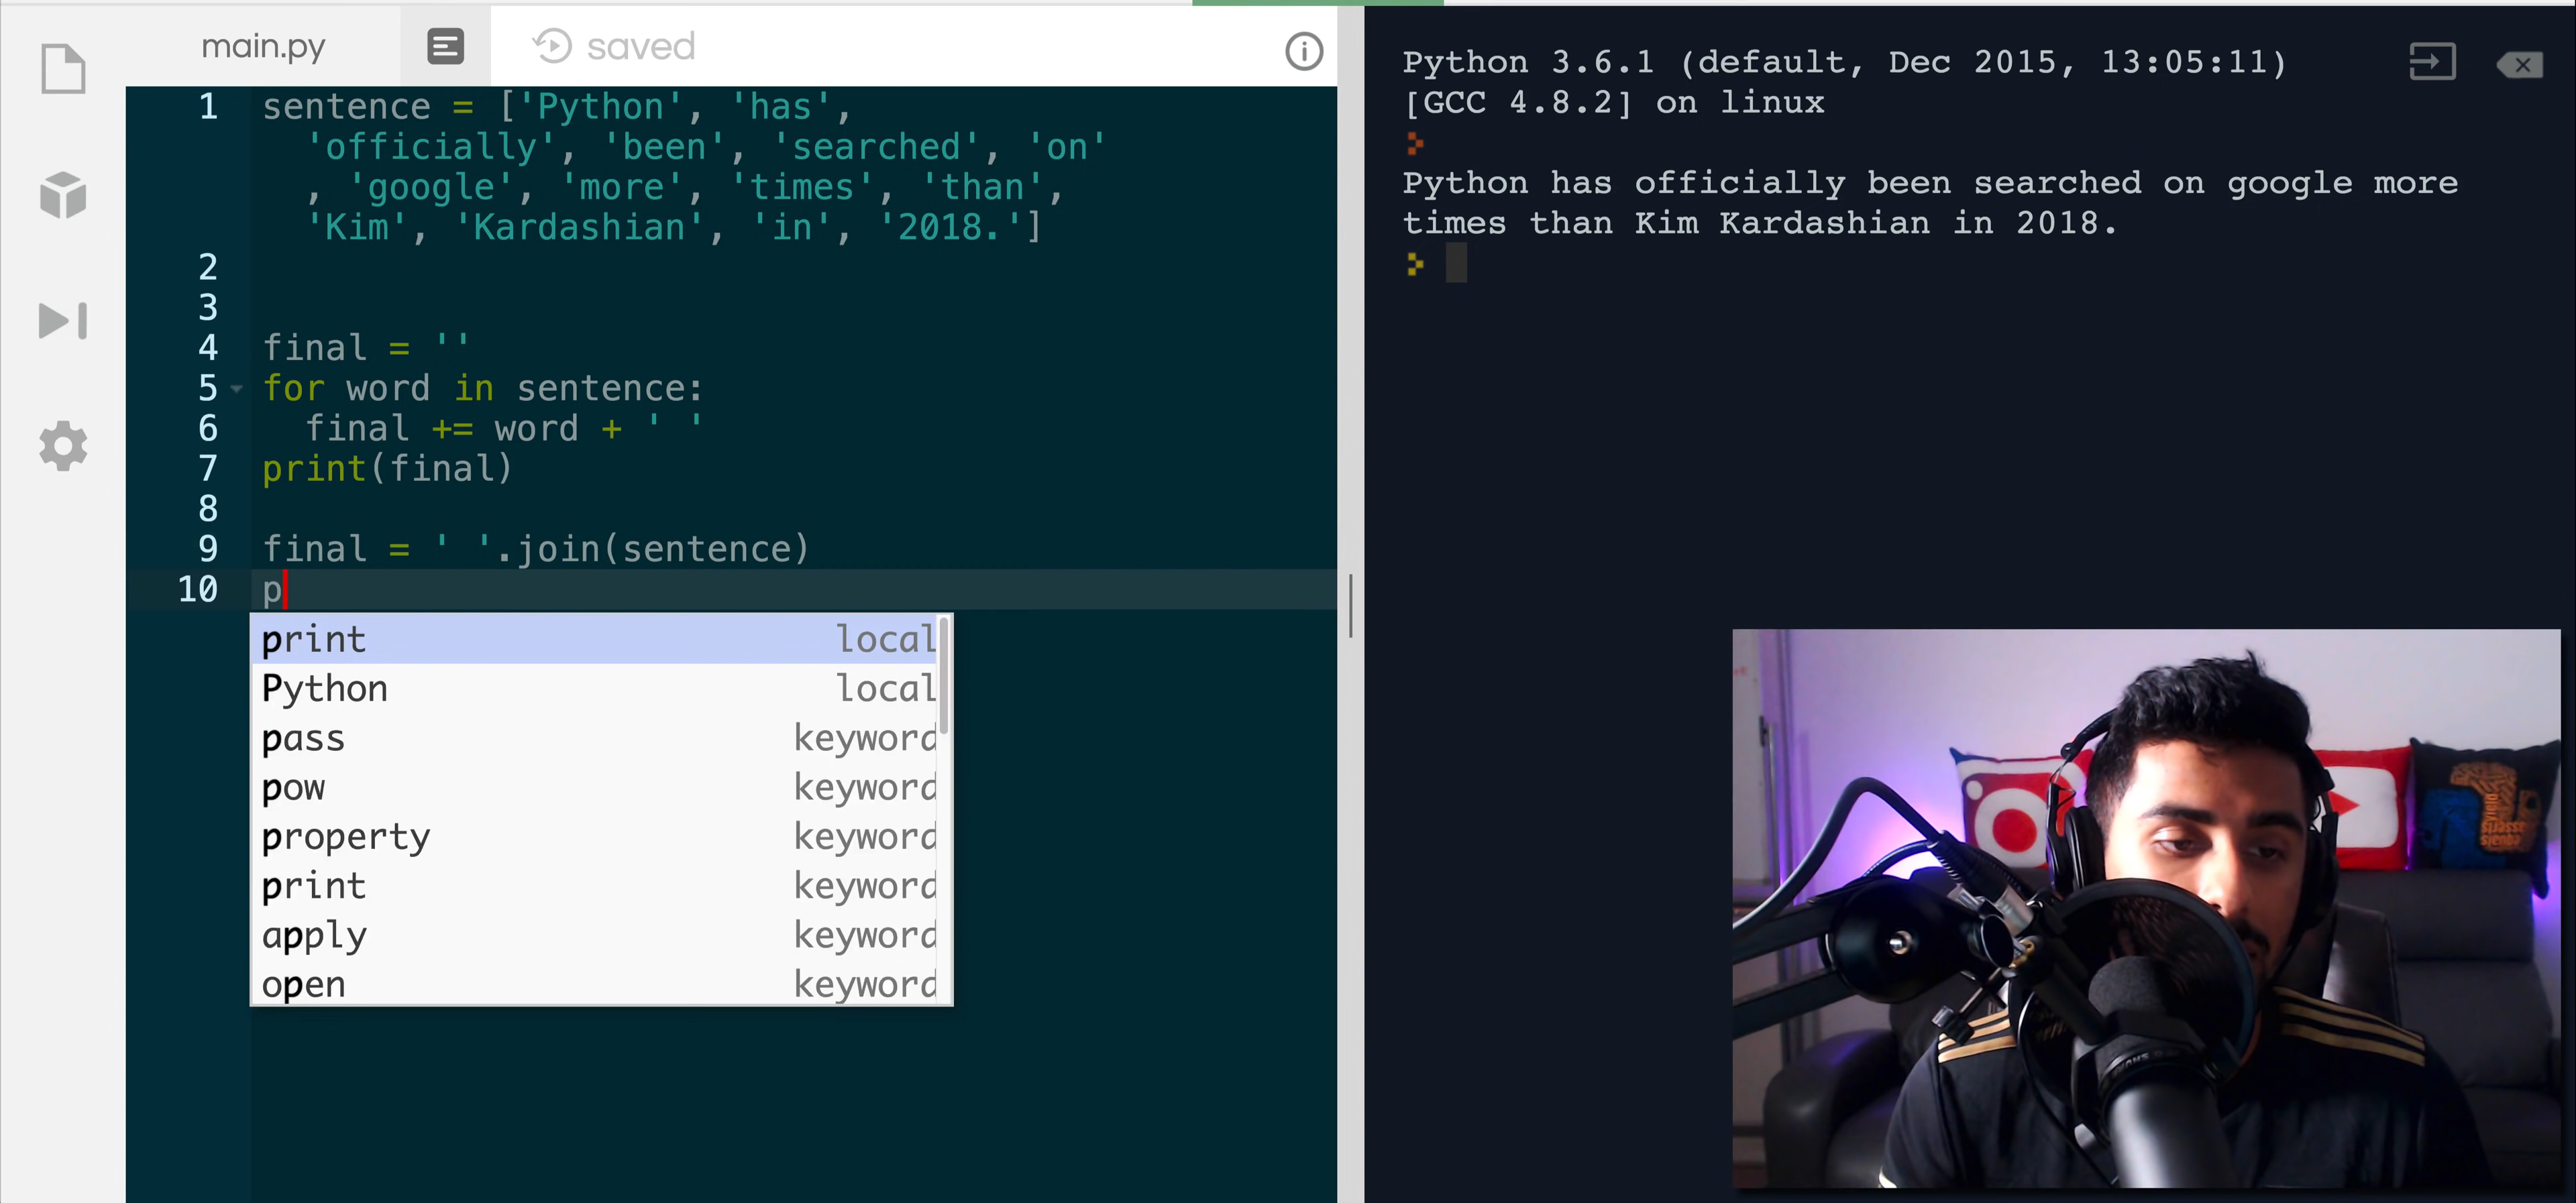 main.py
saved
1 sentence = ['Python', 'has',
'officially', 'been', 'searched', 'on'
, 'google', 'more', 'times', 'than',
'Kim', 'Kardashian', 'in', '2018.']
2
3
4 final = ''
5 for word in sentence:
6 final += word + ' '
7 print(final)
8
9 final = ' '.join(sentence)
10 p
print local
Python local
pass keyword
pow keyword
property keyword
print keyword
apply keyword
open keyword
Python 3.6.1 (default, Dec 2015, 13:05:11)
[GCC 4.8.2] on linux
Python has officially been searched on google more
times than Kim Kardashian in 2018.